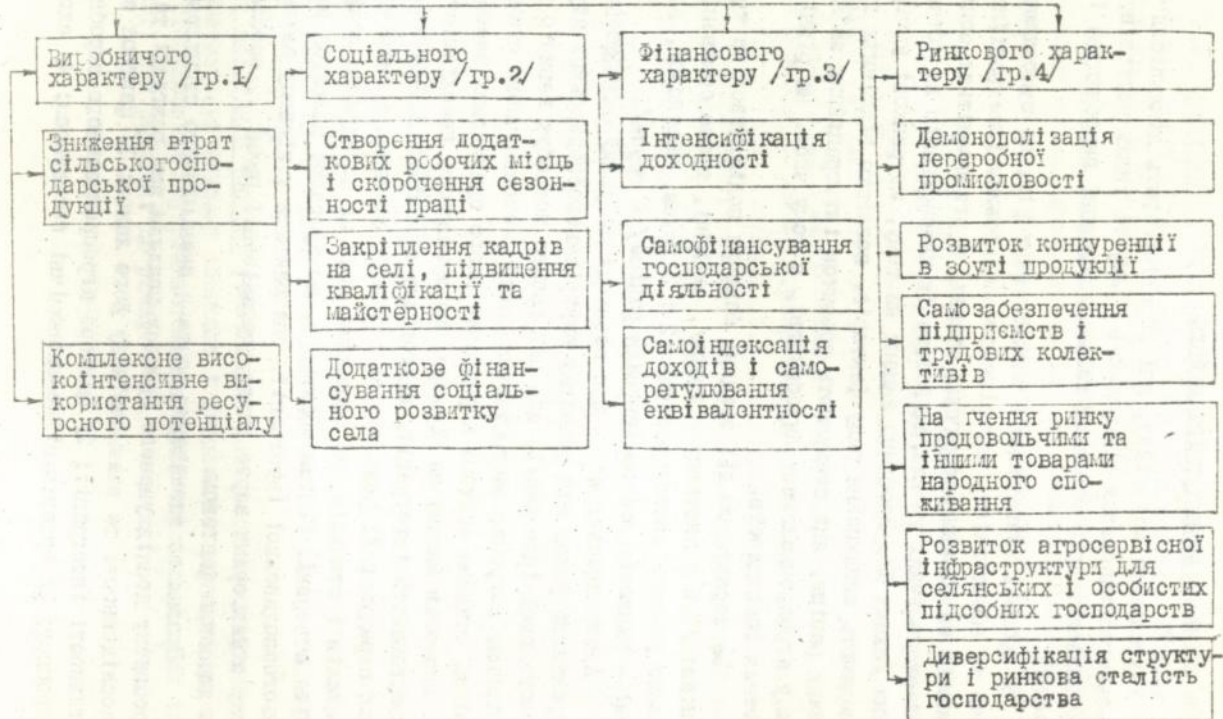 Виробничого
характеру /гр.1/
Зниження втрат
сільськогоспо-
дарської про-
дукції
Комплексне висо-
коінтенсивне ви-
користання ресу-
рсного потенціалу
Соціального
характеру /гр.2/
Створення додат-
кових робочих місць
і скорочення сезон-
ності праці
Закріплення кадрів
на селі, підвищення
кваліфікації та
майстерності
Додаткове фінан-
сування соціаль-
ного розвитку
села
Фінансового
характеру /гр.3/
Інтенсифікація
доходності
Самофінансування
господарської
діяльності
Самоіндексація
доходів і само-
регулювання
еквівалентності
Ринкового харак-
теру /гр.4/
Демонополізація
переробної
промисловості
Розвиток конкуренції
в збуті продукції
Самозабезпечення
підприємств і
трудових колек-
тивів
На чення ринку
продовольчими та
іншими товарами
народного спо-
живання
Розвиток агросервісної
інфраструктури для
селянських і особистих
підсобних господарств
Диверсифікація структу-
ри і ринкова сталість
господарства